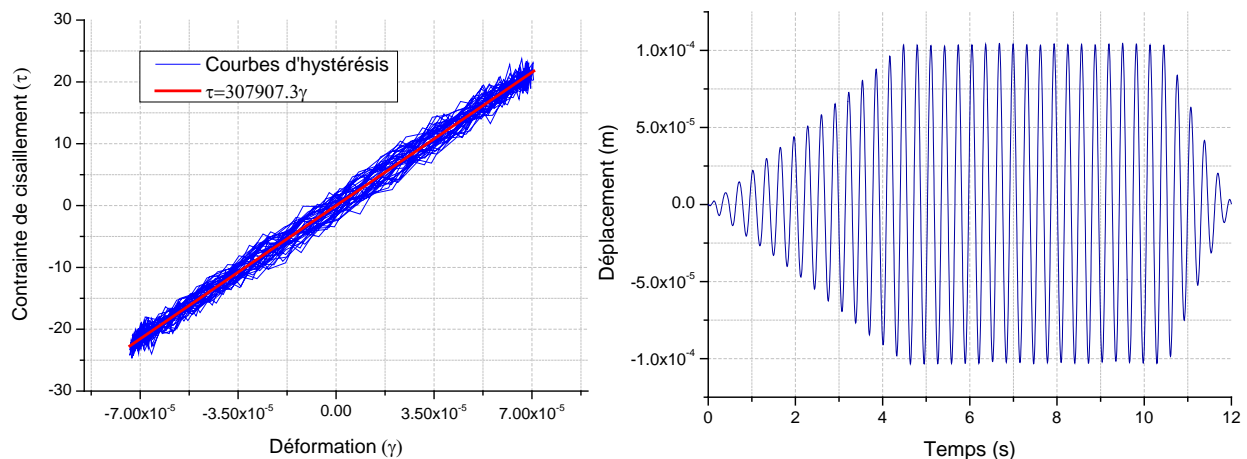 30
20
10
0
-10
-20
-30
Contrainte de cisaillement (τ)
Courbes d'hystérésis
τ=307907.3γ
-7.00x10⁻⁵
-3.50x10⁻⁵
0.00
3.50x10⁻⁵
7.00x10⁻⁵
Déformation (γ)
1.0x10⁻⁴
5.0x10⁻⁵
0.0
-5.0x10⁻⁵
-1.0x10⁻⁴
Déplacement (m)
0 2 4 6 8 10 12
Temps (s)